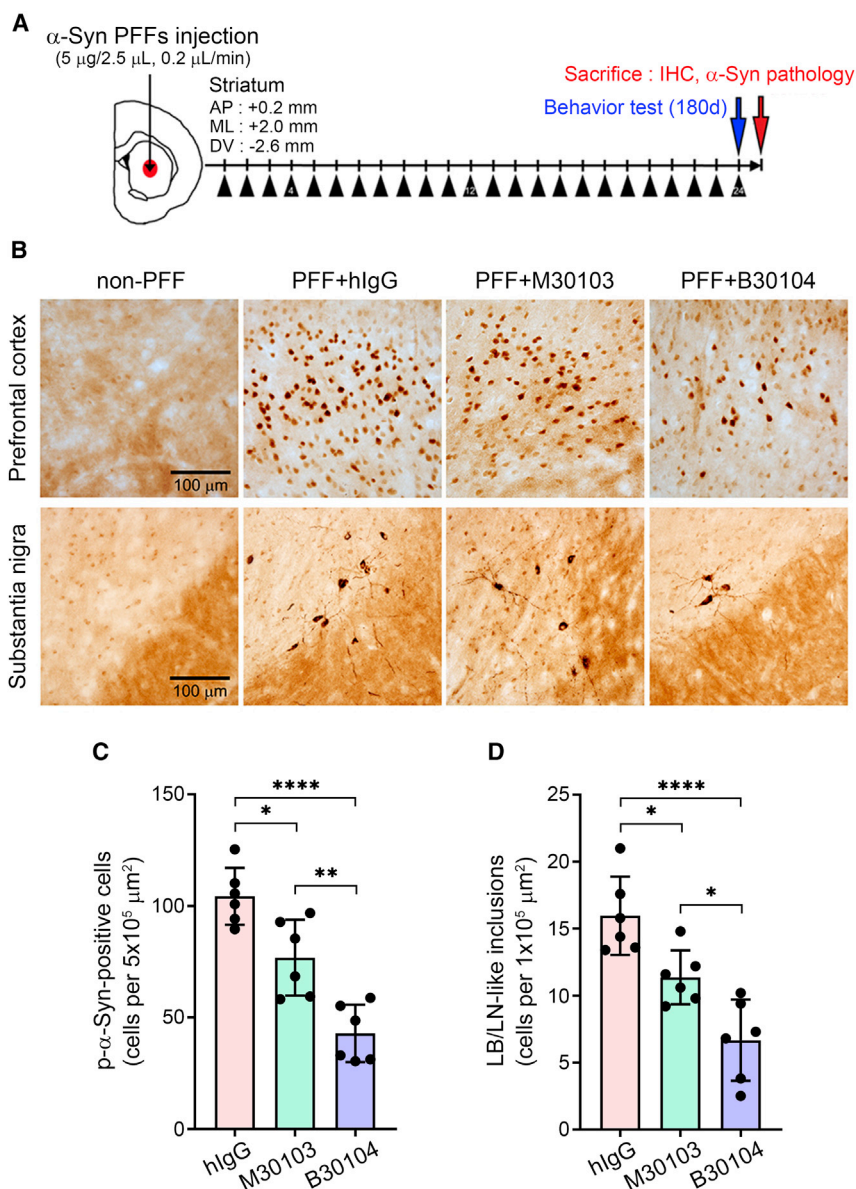 A
α-Syn PFFs injection
(5 μg/2.5 μL, 0.2 μL/min)
Striatum
AP : +0.2 mm
ML : +2.0 mm
DV : -2.6 mm
Sacrifice : IHC, α-Syn pathology
Behavior test (180d)
4
12
24
B
non-PFF
PFF+hIgG
PFF+M30103
PFF+B30104
Prefrontal cortex
100 μm
Substantia nigra
100 μm
C
p-α-Syn-positive cells
(cells per 5x10⁵ μm²)
150
100
50
0
****
*
**
hIgG
M30103
B30104
D
LB/LN-like inclusions
(cells per 1x10⁵ μm²)
25
20
15
10
5
0
****
*
*
hIgG
M30103
B30104